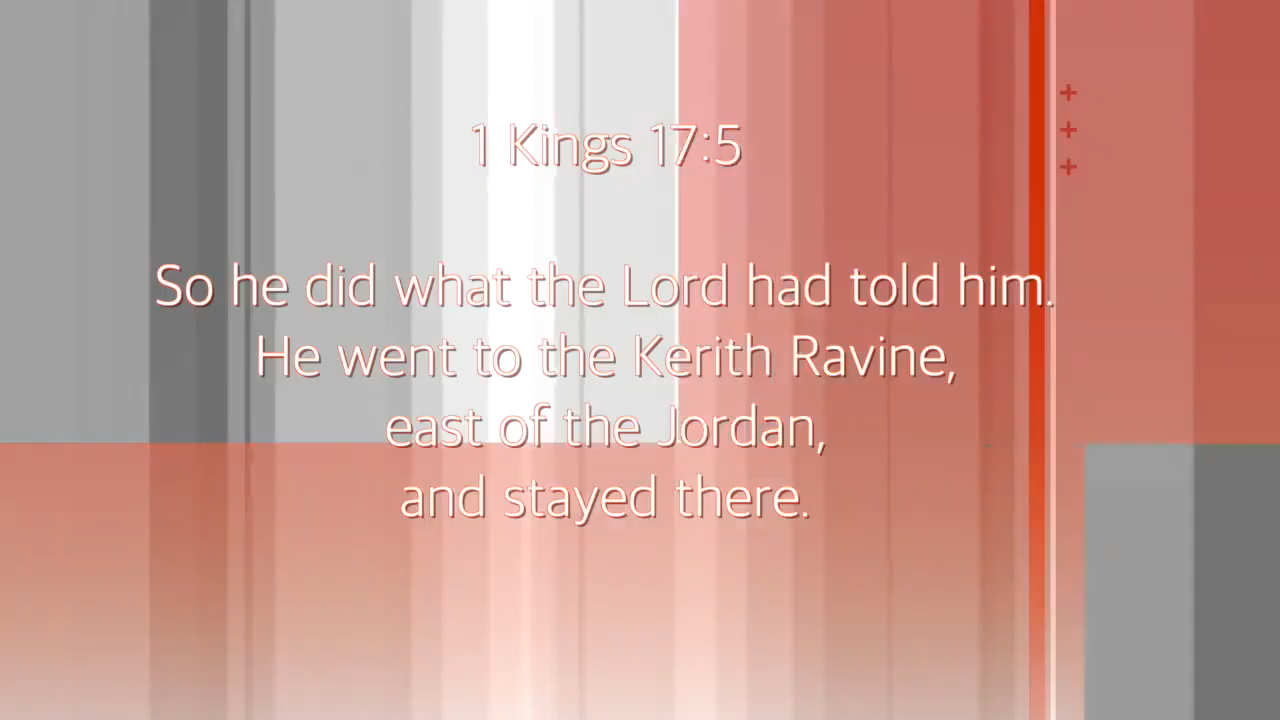 1 Kings 17:5
So he did what the Lord had told him.
He went to the Kerith Ravine,
east of the Jordan,
and stayed there.